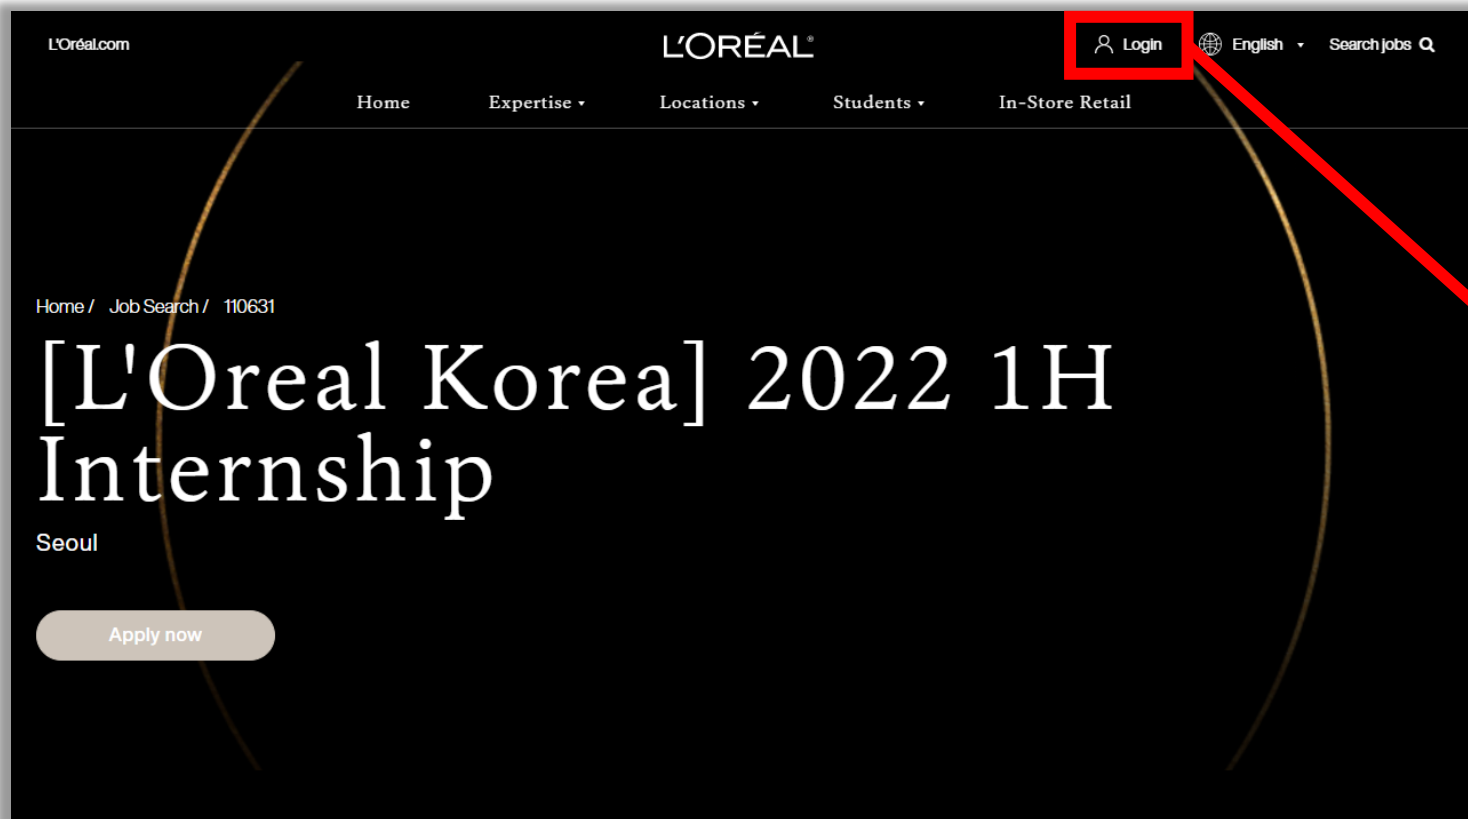 L'Oréal.com
L'ORÉAL
Login
English
Search jobs
Home
Expertise
Locations
Students
In-Store Retail
Home / Job Search / 110631
[L'Oreal Korea] 2022 1H
Internship
Seoul
Apply now